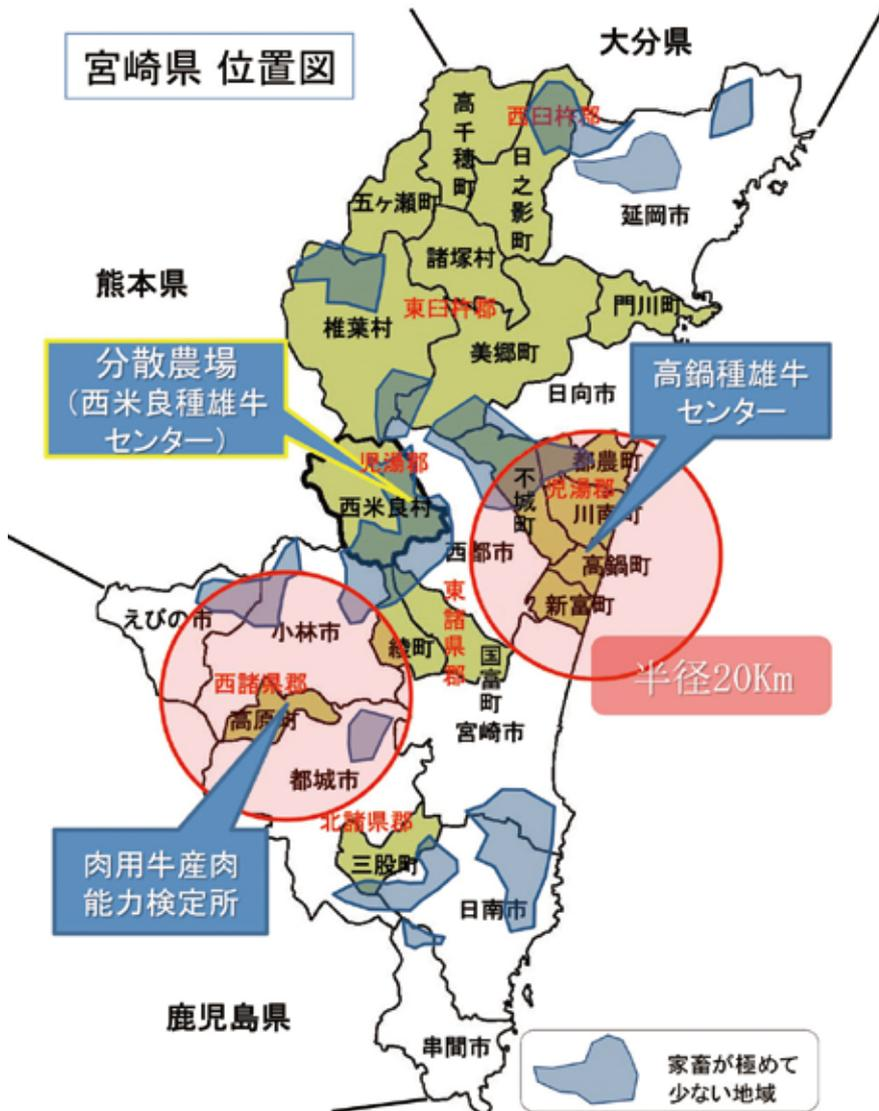 宮崎県 位置図
大分県
高千穂町
西臼杵郡
日之影町
五ヶ瀬町
延岡市
諸塚村
熊本県
東臼杵郡
門川町
椎葉村
美郷町
日向市
分散農場
（西米良種雄牛
センター）
高鍋種雄牛
センター
児湯郡
西米良村
都農町
児湯郡
不城町
川南町
西都市
高鍋町
新富町
えびの市
小林市
東諸県郡
綾町
国富町
西諸県郡
高原町
半径20Km
宮崎市
都城市
北諸県郡
三股町
肉用牛産肉
能力検定所
日南市
鹿児島県
串間市
家畜が極めて
少ない地域